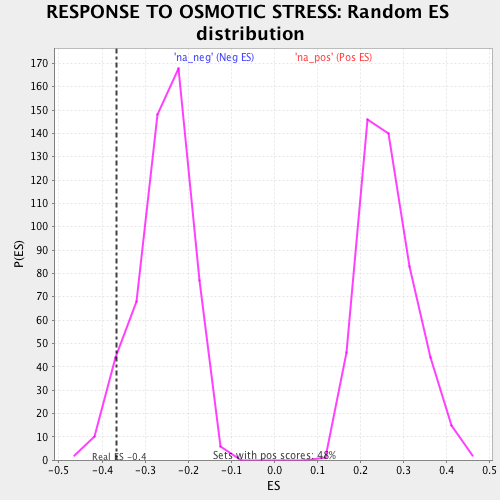 RESPONSE TO OSMOTIC STRESS: Random ES
distribution
'na_neg' (Neg ES)
'na_pos' (Pos ES)
170
160
150
140
130
120
110
100
90
80
70
60
50
40
30
20
10
0
P(ES)
Real ES -0.4
Sets with pos scores: 48%
-0.5 -0.4 -0.3 -0.2 -0.1 0.0 0.1 0.2 0.3 0.4 0.5
ES